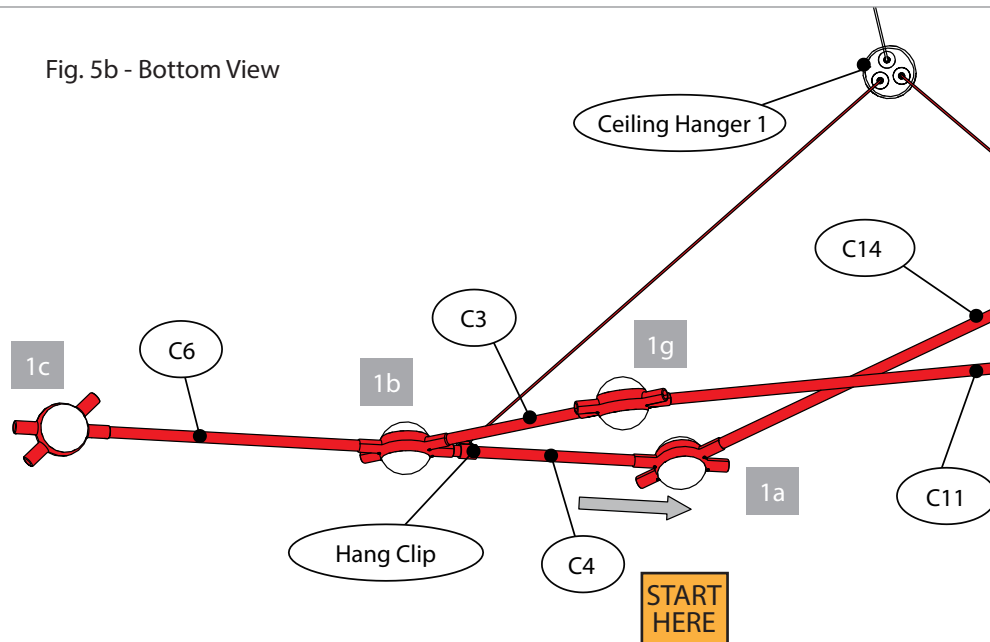 Fig. 5b - Bottom View
Ceiling Hanger 1
C14
C3
1g
C6
1b
1c
1a
C11
Hang Clip
C4
START
HERE